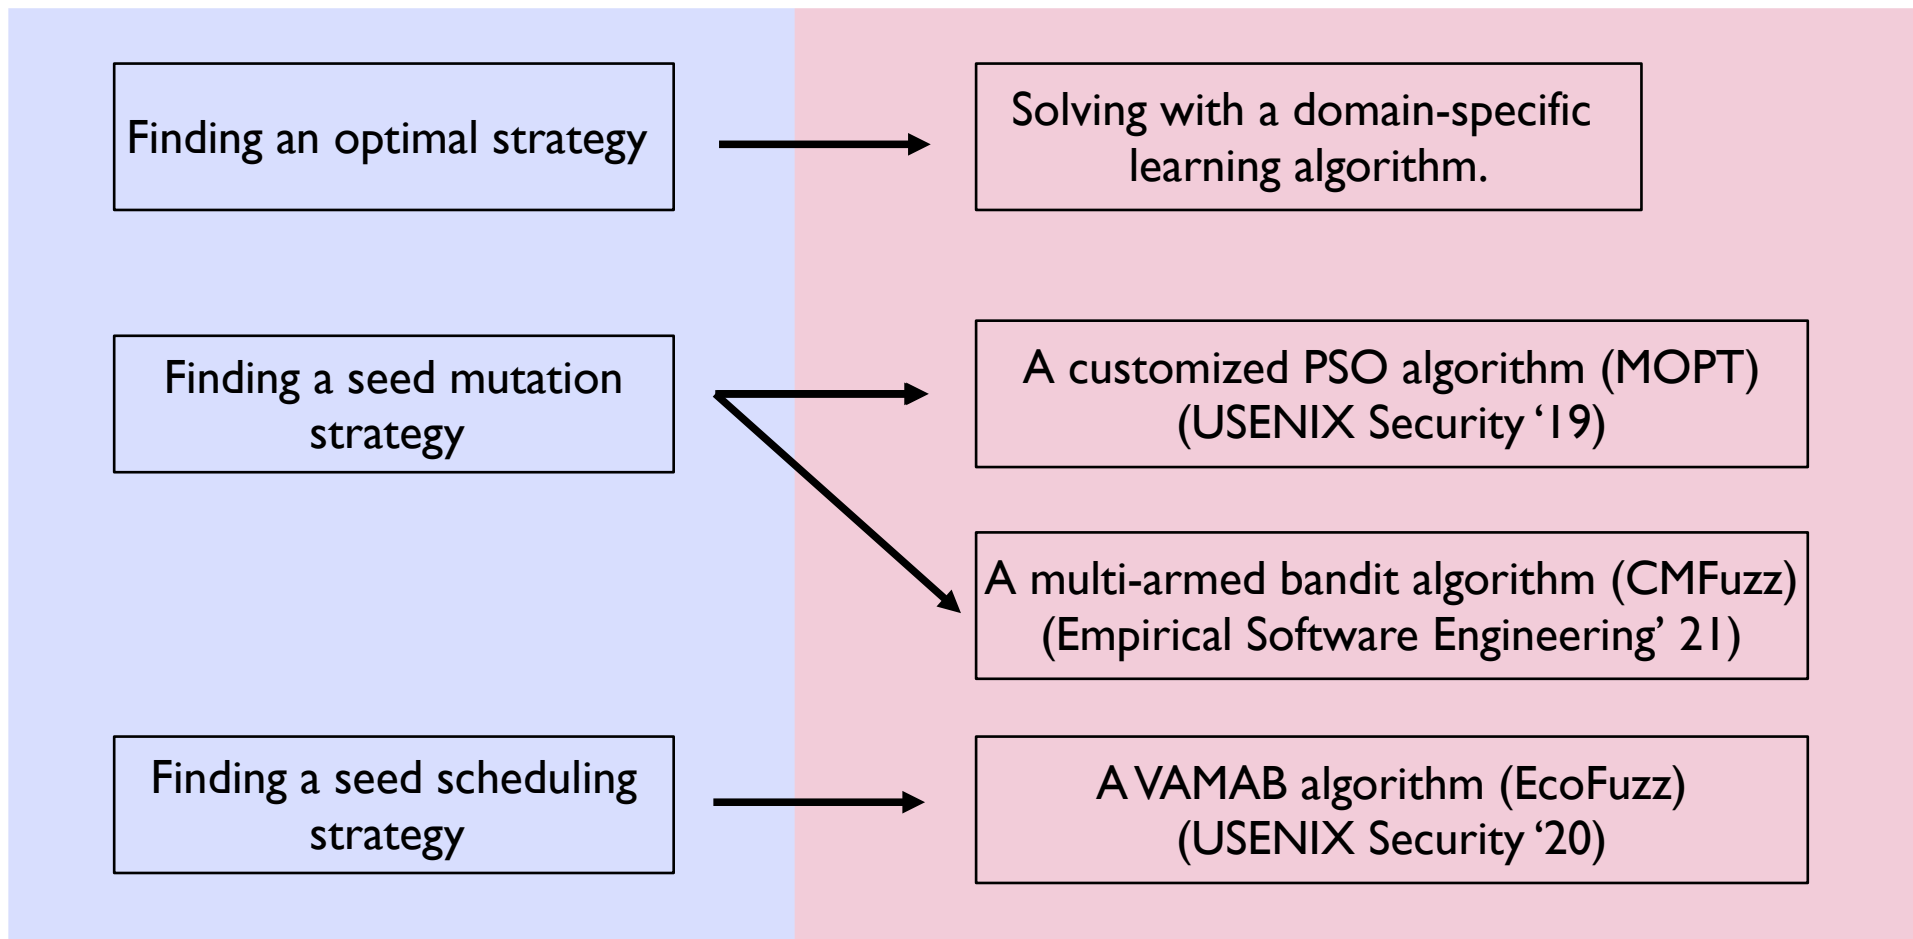 Finding an optimal strategy
Solving with a domain-specific
learning algorithm.
Finding a seed mutation
strategy
A customized PSO algorithm (MOPT)
(USENIX Security ‘19)
A multi-armed bandit algorithm (CMFuzz)
(Empirical Software Engineering’ 21)
Finding a seed scheduling
strategy
A VAMAB algorithm (EcoFuzz)
(USENIX Security ‘20)